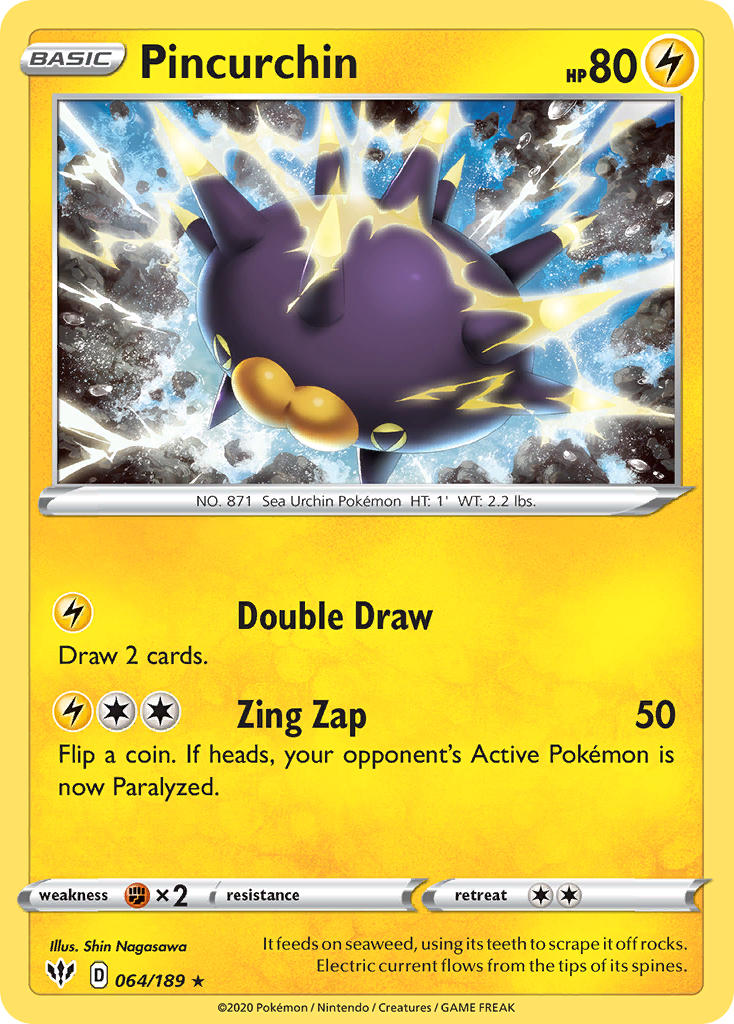 BASIC Pincurchin HP80
NO. 871 Sea Urchin Pokémon HT: 1' WT: 2.2 lbs.
Double Draw
Draw 2 cards.
Zing Zap 50
Flip a coin. If heads, your opponent's Active Pokémon is
now Paralyzed.
weakness ×2 resistance retreat
Illus. Shin Nagasawa
It feeds on seaweed, using its teeth to scrape it off rocks.
Electric current flows from the tips of its spines.
D 064/189 ★
©2020 Pokémon / Nintendo / Creatures / GAME FREAK